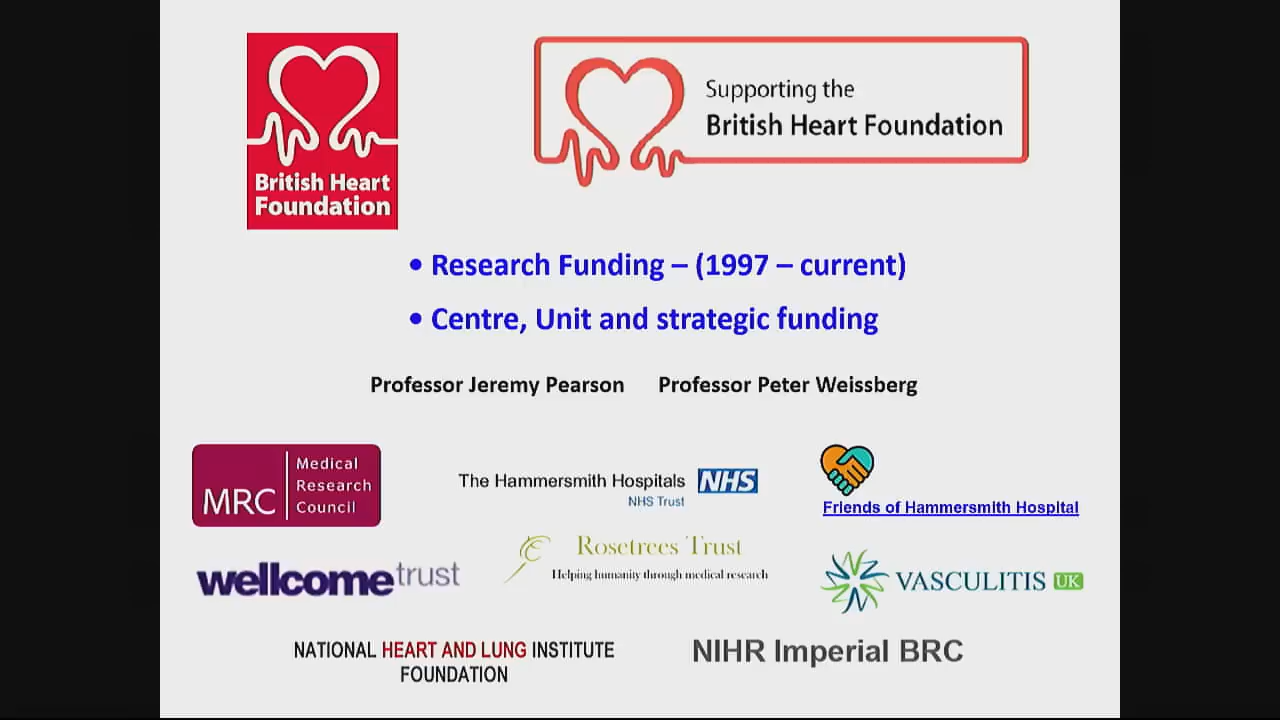 British Heart
Foundation
Supporting the
British Heart Foundation
• Research Funding – (1997 – current)
• Centre, Unit and strategic funding
Professor Jeremy Pearson Professor Peter Weissberg
MRC
Medical
Research
Council
The Hammersmith Hospitals NHS
NHS Trust
Friends of Hammersmith Hospital
wellcometrust
Rosetrees Trust
Helping humanity through medical research
VASCULITIS UK
NATIONAL HEART AND LUNG INSTITUTE
FOUNDATION
NIHR Imperial BRC